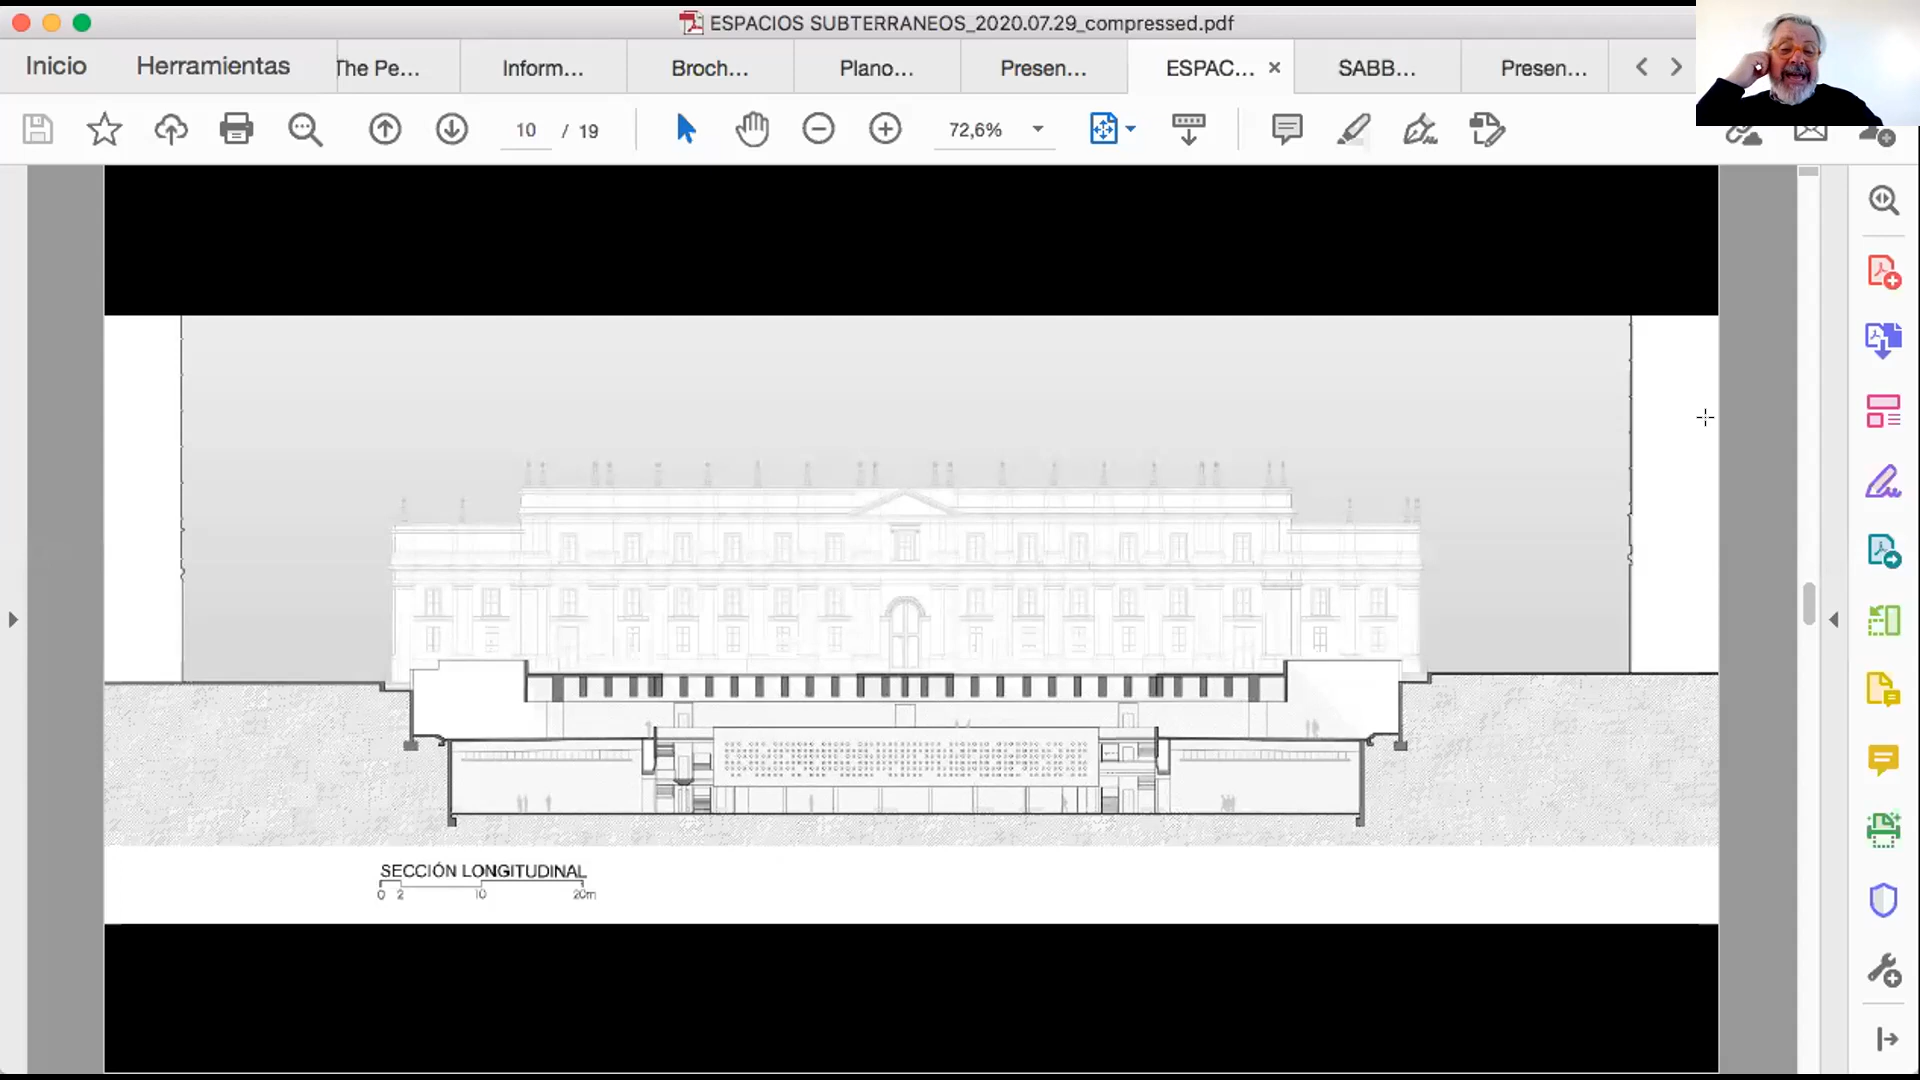 ESPACIOS SUBTERRANEOS_2020.07.29_compressed.pdf
Inicio
Herramientas
The Pe...
Inform...
Broch...
Plano...
Presen...
ESPAC... ×
SABB...
Presen...
10 / 19
72,6%
SECCIÓN LONGITUDINAL
0 2 10 20m